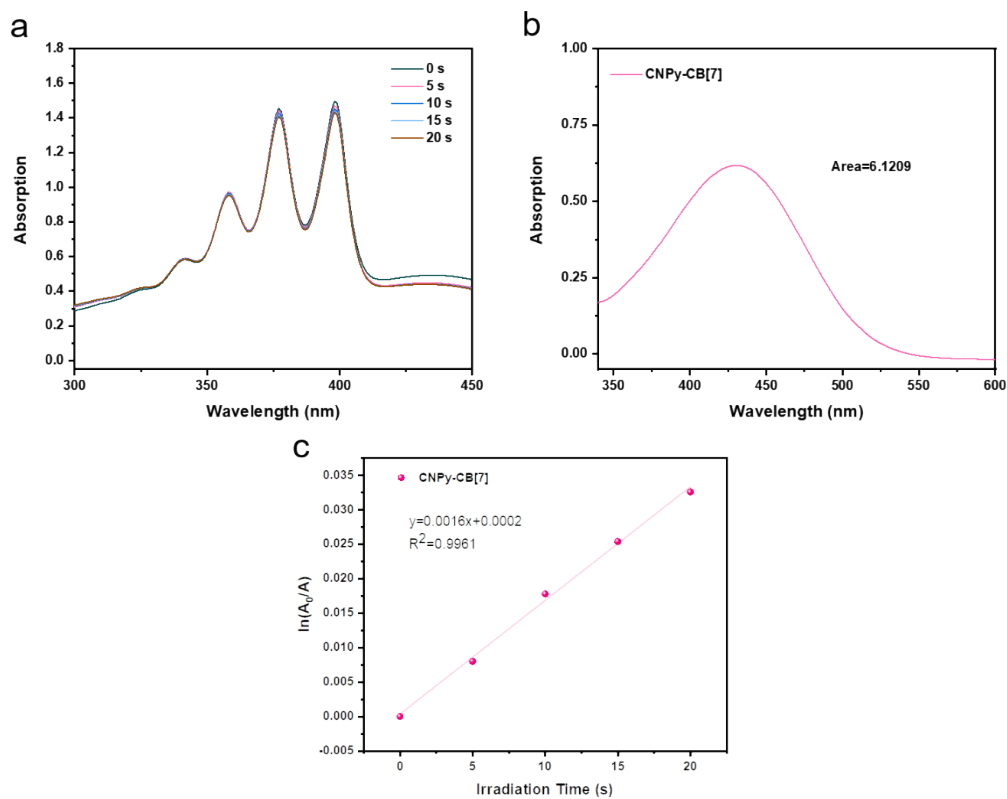 a
1.8
1.6
1.4
1.2
1.0
0.8
0.6
0.4
0.2
0.0
Absorption
0 s
5 s
10 s
15 s
20 s
300
350
400
450
Wavelength (nm)
b
1.00
0.75
0.50
0.25
0.00
Absorption
CNPy-CB[7]
Area=6.1209
350
400
450
500
550
600
Wavelength (nm)
c
0.035
0.030
0.025
0.020
0.015
0.010
0.005
0.000
-0.005
ln(A₀/A)
CNPy-CB[7]
y=0.0016x+0.0002
R²=0.9961
0
5
10
15
20
Irradiation Time (s)